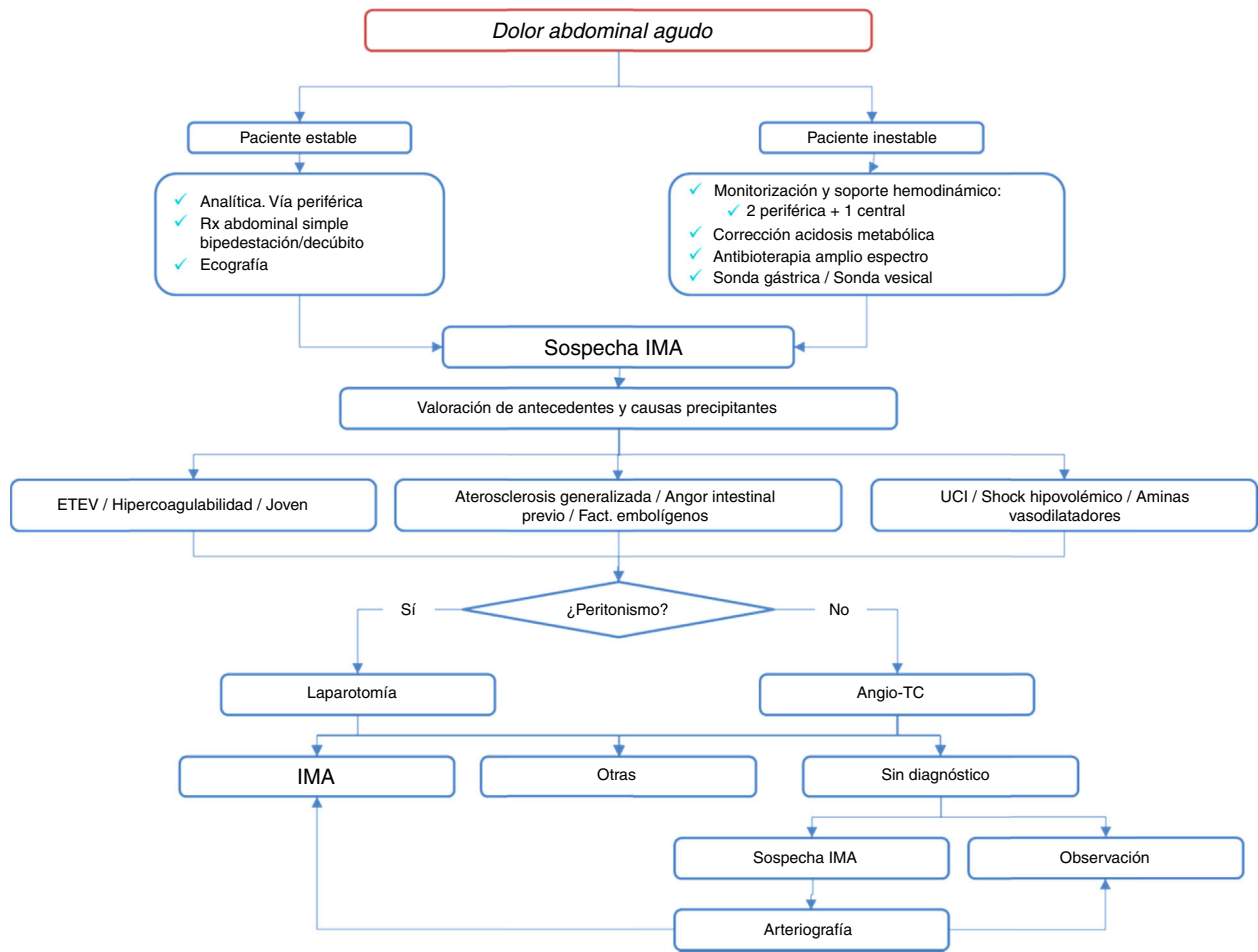 Dolor abdominal agudo
Paciente estable
Paciente inestable
✓ Analítica. Vía periférica
✓ Rx abdominal simple
bipedestación/decúbito
✓ Ecografía
✓ Monitorización y soporte hemodinámico:
✓ 2 periférica + 1 central
✓ Corrección acidosis metabólica
✓ Antibioterapia amplio espectro
✓ Sonda gástrica / Sonda vesical
Sospecha IMA
Valoración de antecedentes y causas precipitantes
ETEV / Hipercoagulabilidad / Joven
Aterosclerosis generalizada / Angor intestinal
previo / Fact. embolígenos
UCI / Shock hipovolémico / Aminas
vasodilatadores
Sí
¿Peritonismo?
No
Laparotomía
Angio-TC
IMA
Otras
Sin diagnóstico
Sospecha IMA
Observación
Arteriografía